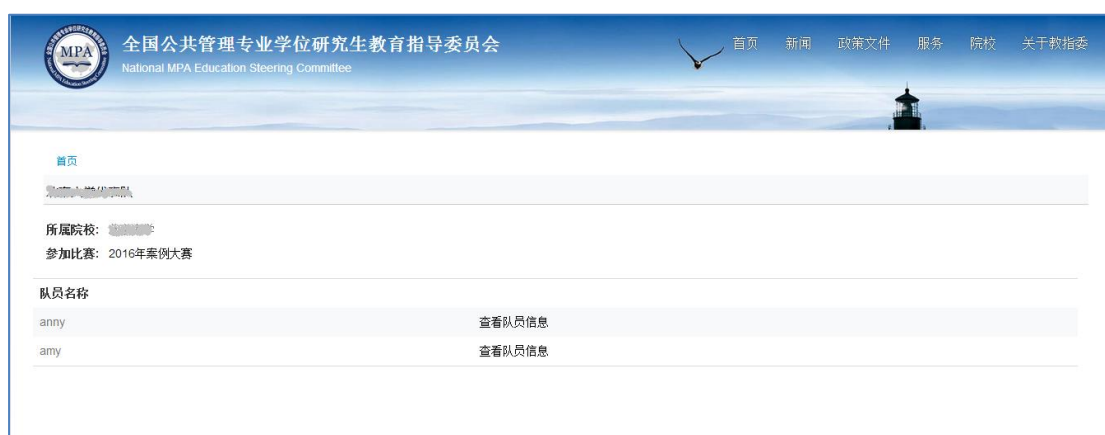 MPA
全国公共管理专业学位研究生教育指导委员会
National MPA Education Steering Committee
首页 新闻 政策文件 服务 院校 关于教指委
首页
所属院校:
参加比赛: 2016年案例大赛
队员名称
anny 查看队员信息
amy 查看队员信息